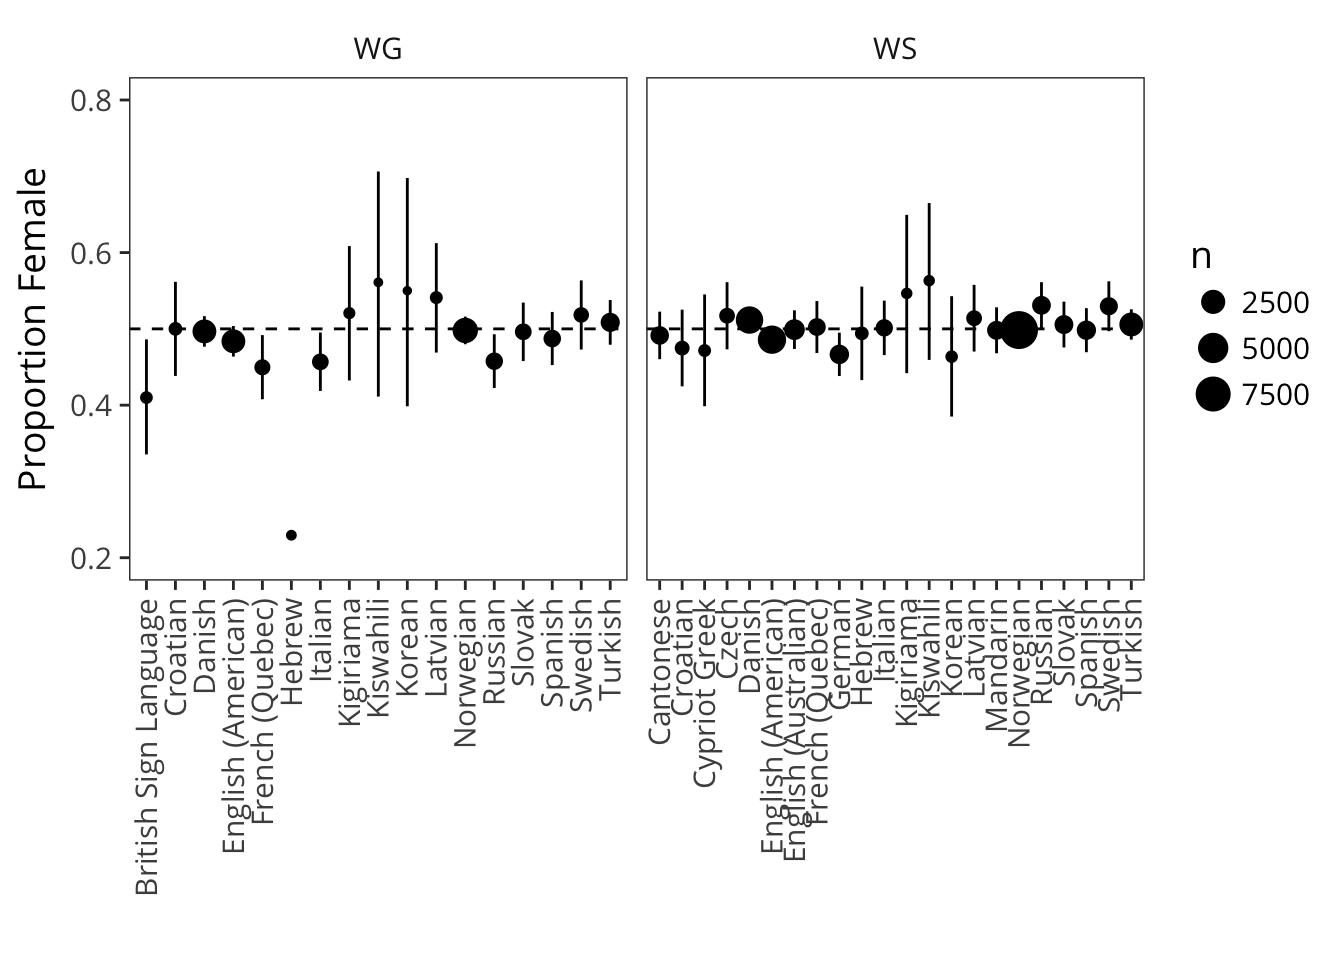 WG
WS
Proportion Female
0.8
0.6
0.4
0.2
British Sign Language
Croatian
Danish
English (American)
French (Quebec)
Hebrew
Italian
Kigiriama
Kiswahili
Korean
Latvian
Norwegian
Russian
Slovak
Spanish
Swedish
Turkish
Cantonese
Croatian
Cypriot Greek
Czech
Danish
English (American)
English (Australian)
French (Quebec)
German
Hebrew
Italian
Kigiriama
Kiswahili
Korean
Latvian
Mandarin
Norwegian
Russian
Slovak
Spanish
Swedish
Turkish
n
2500
5000
7500